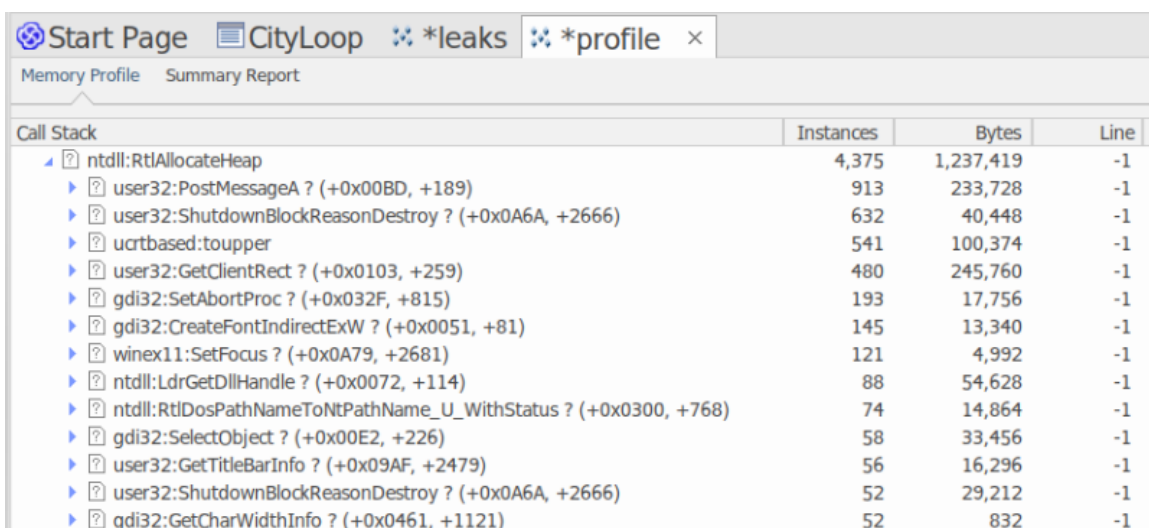 Start Page CityLoop *leaks *profile ×
Memory Profile Summary Report
Call Stack Instances Bytes Line
? ntdll:RtlAllocateHeap 4,375 1,237,419 -1
? user32:PostMessageA ? (+0x00BD, +189) 913 233,728 -1
? user32:ShutdownBlockReasonDestroy ? (+0x0A6A, +2666) 632 40,448 -1
? ucrtbased:toupper 541 100,374 -1
? user32:GetClientRect ? (+0x0103, +259) 480 245,760 -1
? gdi32:SetAbortProc ? (+0x032F, +815) 193 17,756 -1
? gdi32:CreateFontIndirectExW ? (+0x0051, +81) 145 13,340 -1
? winex11:SetFocus ? (+0x0A79, +2681) 121 4,992 -1
? ntdll:LdrGetDllHandle ? (+0x0072, +114) 88 54,628 -1
? ntdll:RtlDosPathNameToNtPathName_U_WithStatus ? (+0x0300, +768) 74 14,864 -1
? gdi32:SelectObject ? (+0x00E2, +226) 58 33,456 -1
? user32:GetTitleBarInfo ? (+0x09AF, +2479) 56 16,296 -1
? user32:ShutdownBlockReasonDestroy ? (+0x0A6A, +2666) 52 29,212 -1
? gdi32:GetCharWidthInfo ? (+0x0461, +1121) 52 832 -1